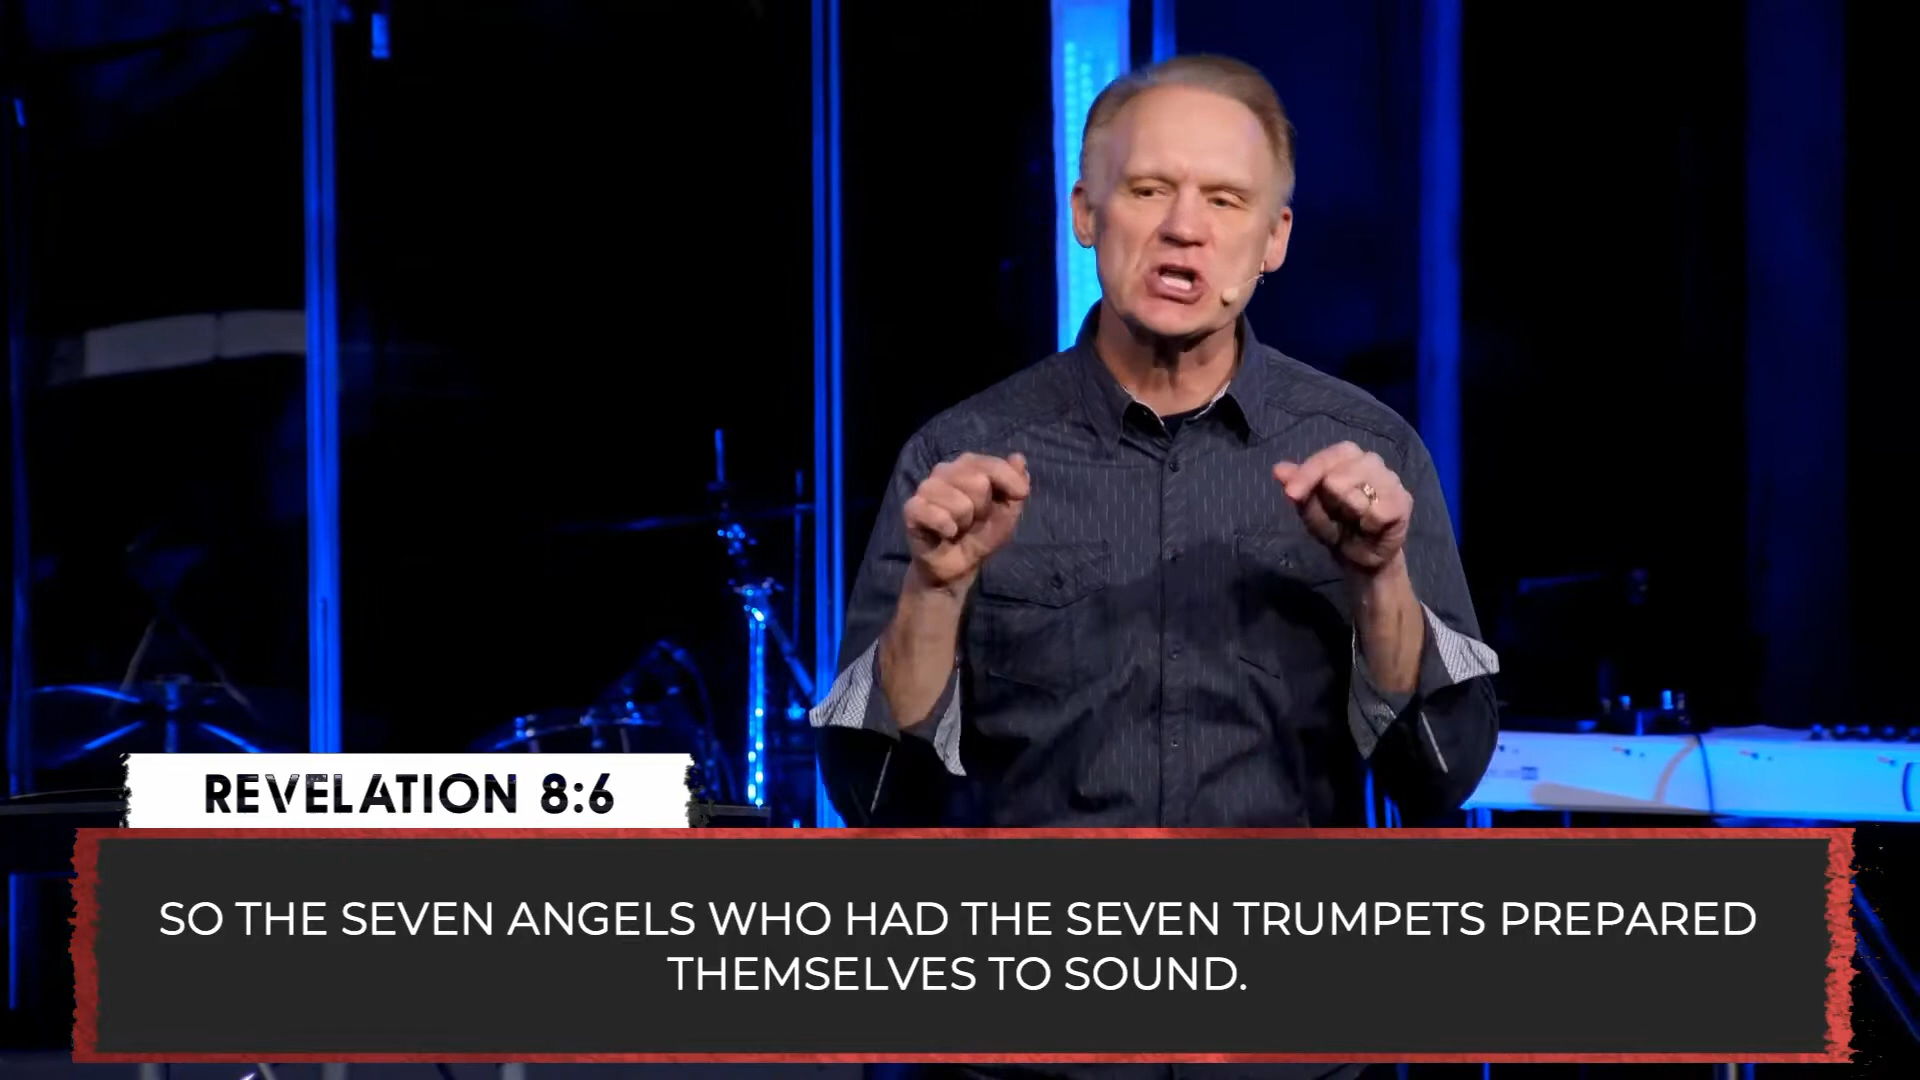 REVELATION 8:6
SO THE SEVEN ANGELS WHO HAD THE SEVEN TRUMPETS PREPARED
THEMSELVES TO SOUND.